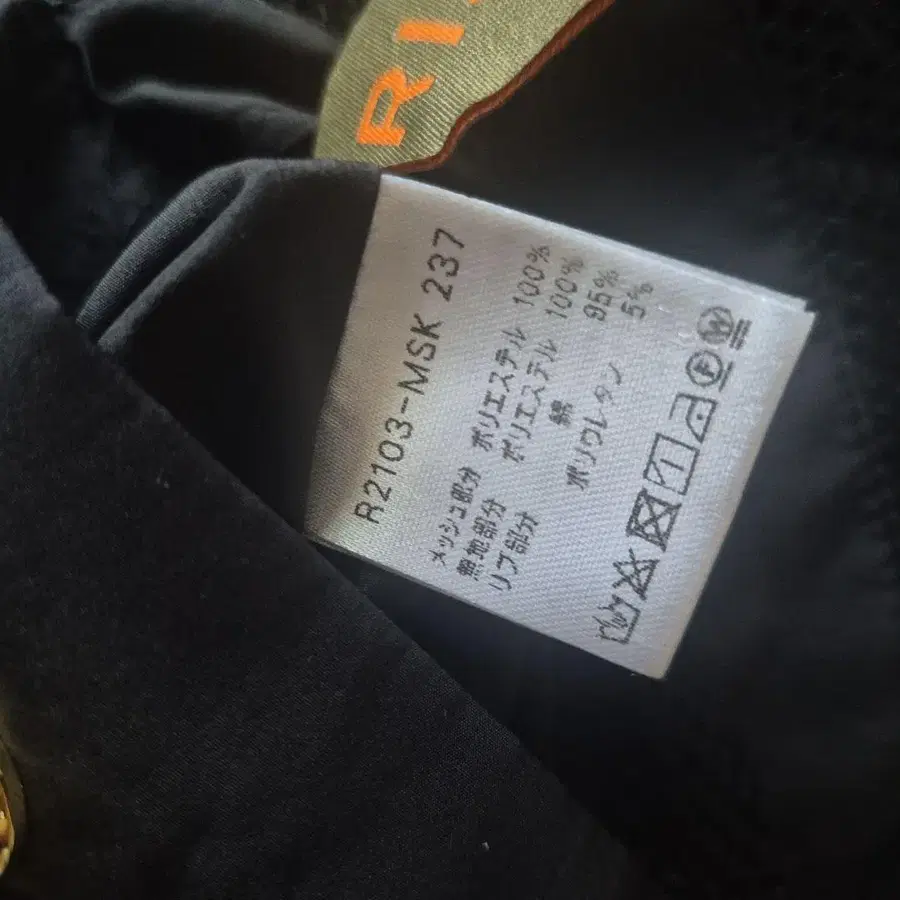 RI
R2103-MSK 237
メッシュ部分 ポリエステル 100%
無地部分 ポリエステル 100%
リブ部分 綿 95%
ポリウレタン 5%